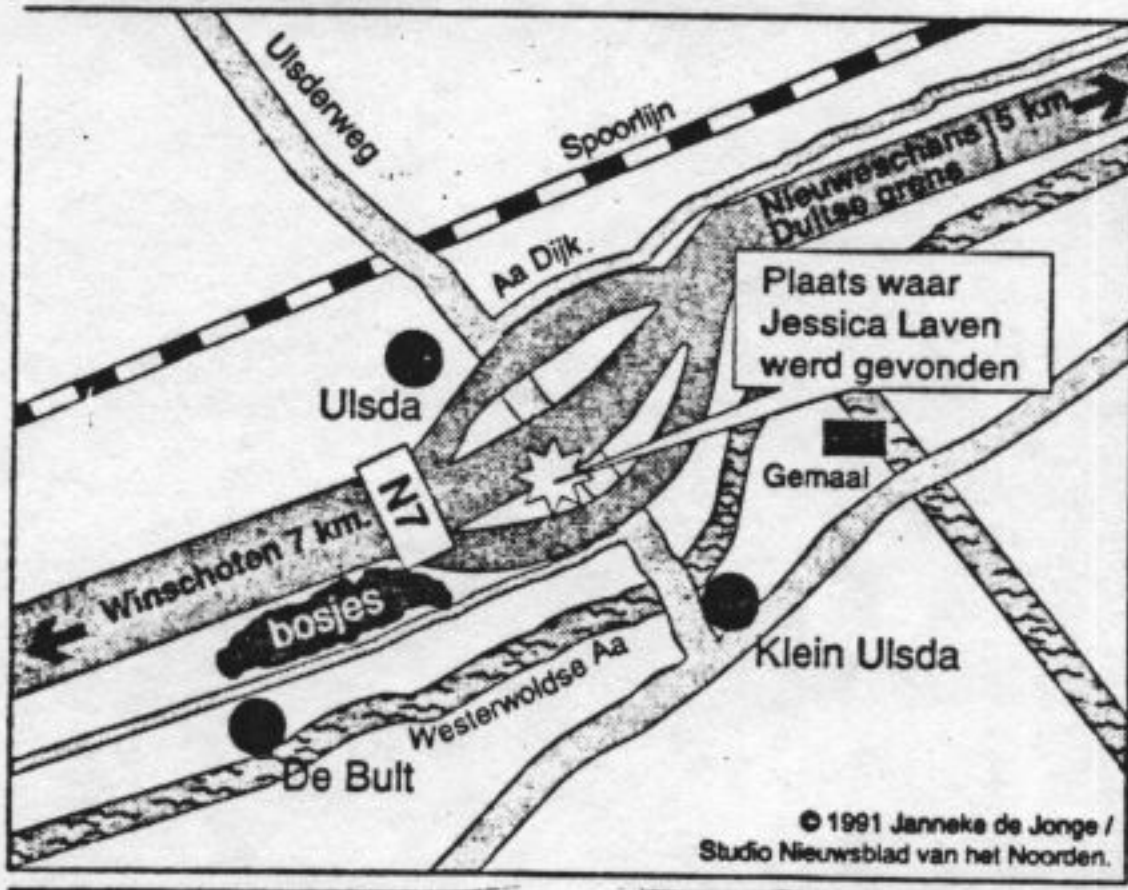 Ulsderweg
Spoorlijn
Nieuweschans 5 km
Duitse grens
Aa Dijk.
Plaats waar
Jessica Laven
werd gevonden
Ulsda
N7
Gemaal
Winschoten 7 km.
bosjes
Klein Ulsda
Westerwoldse Aa
De Bult
© 1991 Janneke de Jonge /
Studio Nieuwsblad van het Noorden.